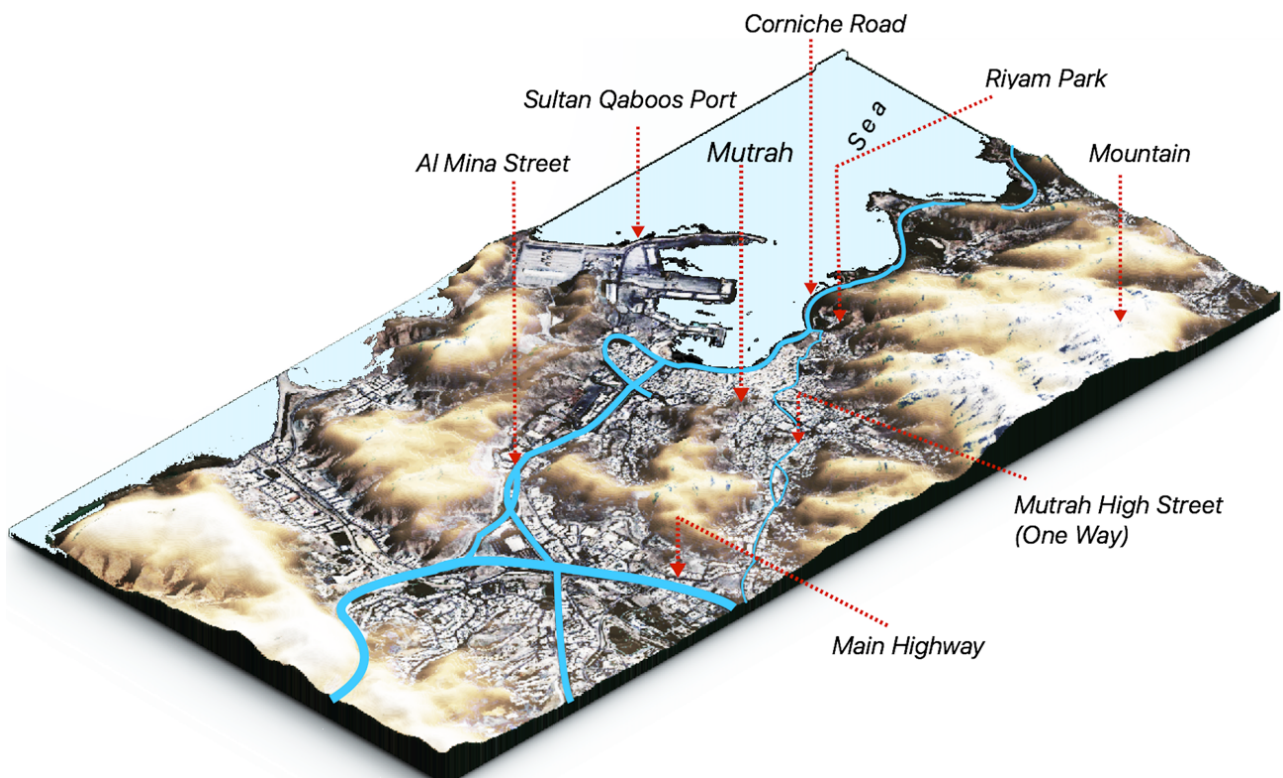 Corniche Road
Sultan Qaboos Port
Riyam Park
Sea
Al Mina Street
Mutrah
Mountain
Mutrah High Street
(One Way)
Main Highway